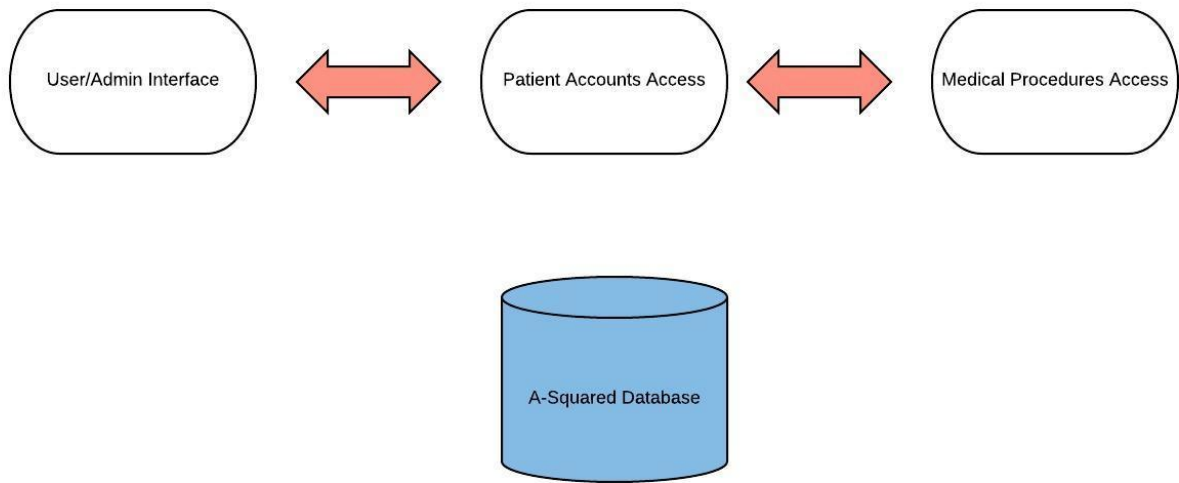 User/Admin Interface
Patient Accounts Access
Medical Procedures Access
A-Squared Database